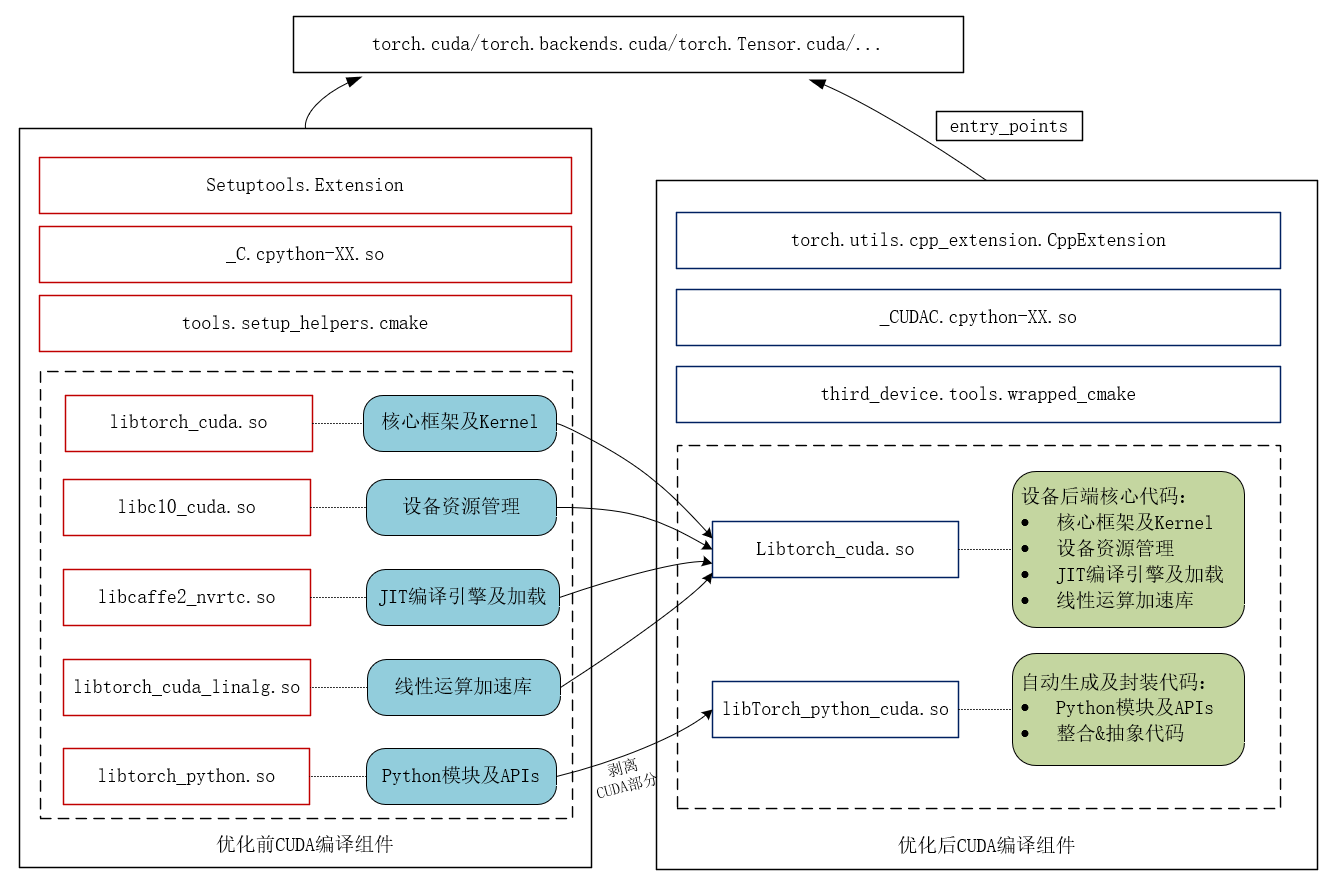 torch.cuda/torch.backends.cuda/torch.Tensor.cuda/...
entry_points
Setuptools.Extension
_C.cpython-XX.so
tools.setup_helpers.cmake
libtorch_cuda.so
核心框架及Kernel
libc10_cuda.so
设备资源管理
libcaffe2_nvrtc.so
JIT编译引擎及加载
libtorch_cuda_linalg.so
线性运算加速库
libtorch_python.so
Python模块及APIs
优化前CUDA编译组件
剥离
CUDA部分
torch.utils.cpp_extension.CppExtension
_CUDAC.cpython-XX.so
third_device.tools.wrapped_cmake
Libtorch_cuda.so
设备后端核心代码:
• 核心框架及Kernel
• 设备资源管理
• JIT编译引擎及加载
• 线性运算加速库
libTorch_python_cuda.so
自动生成及封装代码:
• Python模块及APIs
• 整合&抽象代码
优化后CUDA编译组件